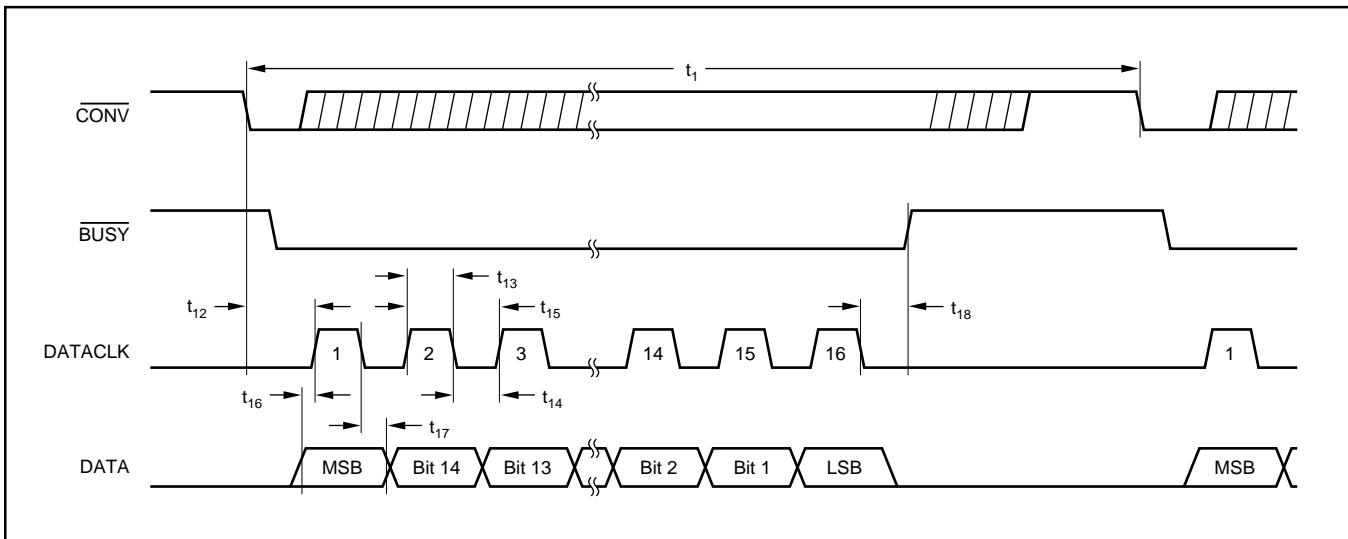 t₁
CONV
BUSY
t₁₃
t₁₂ t₁₅ t₁₈
DATACLK 1 2 3 14 15 16 1
t₁₆ t₁₄
t₁₇
DATA MSB Bit 14 Bit 13 Bit 2 Bit 1 LSB MSB